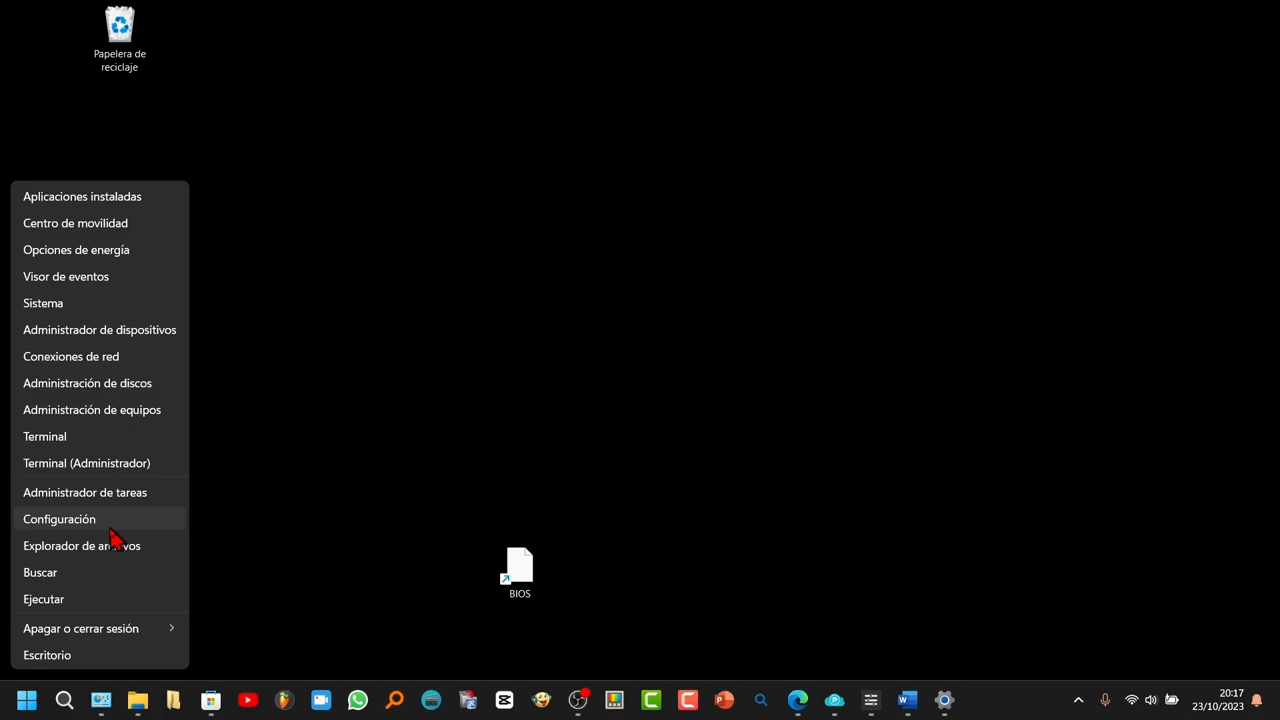 Papelera de
reciclaje
Aplicaciones instaladas
Centro de movilidad
Opciones de energía
Visor de eventos
Sistema
Administrador de dispositivos
Conexiones de red
Administración de discos
Administración de equipos
Terminal
Terminal (Administrador)
Administrador de tareas
Configuración
Explorador de archivos
Buscar
Ejecutar
Apagar o cerrar sesión
Escritorio
BIOS
20:17
23/10/2023